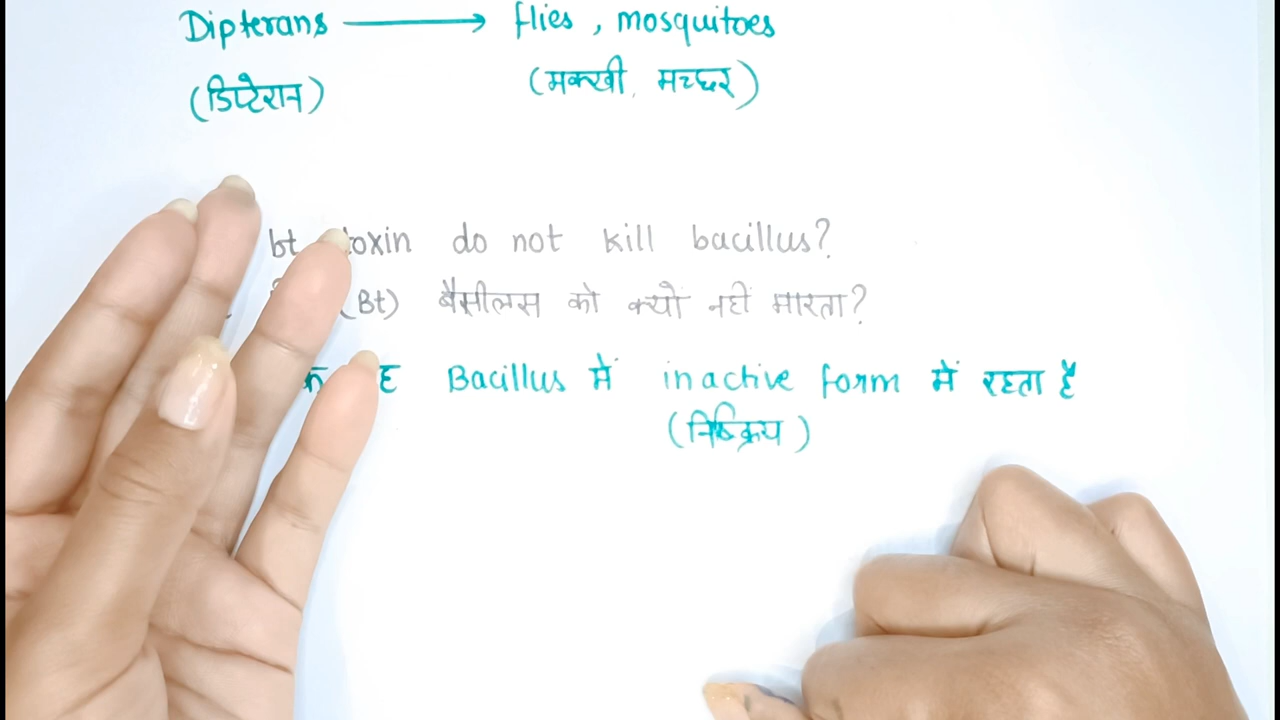 Dipterans → flies, mosquitoes
(डिप्टेरान) (मक्खी, मच्छर)
bt toxin do not kill bacillus?
(Bt) बैसीलस को क्यों नहीं मारता?
Bacillus में inactive form में रहता है
(निष्क्रिय)